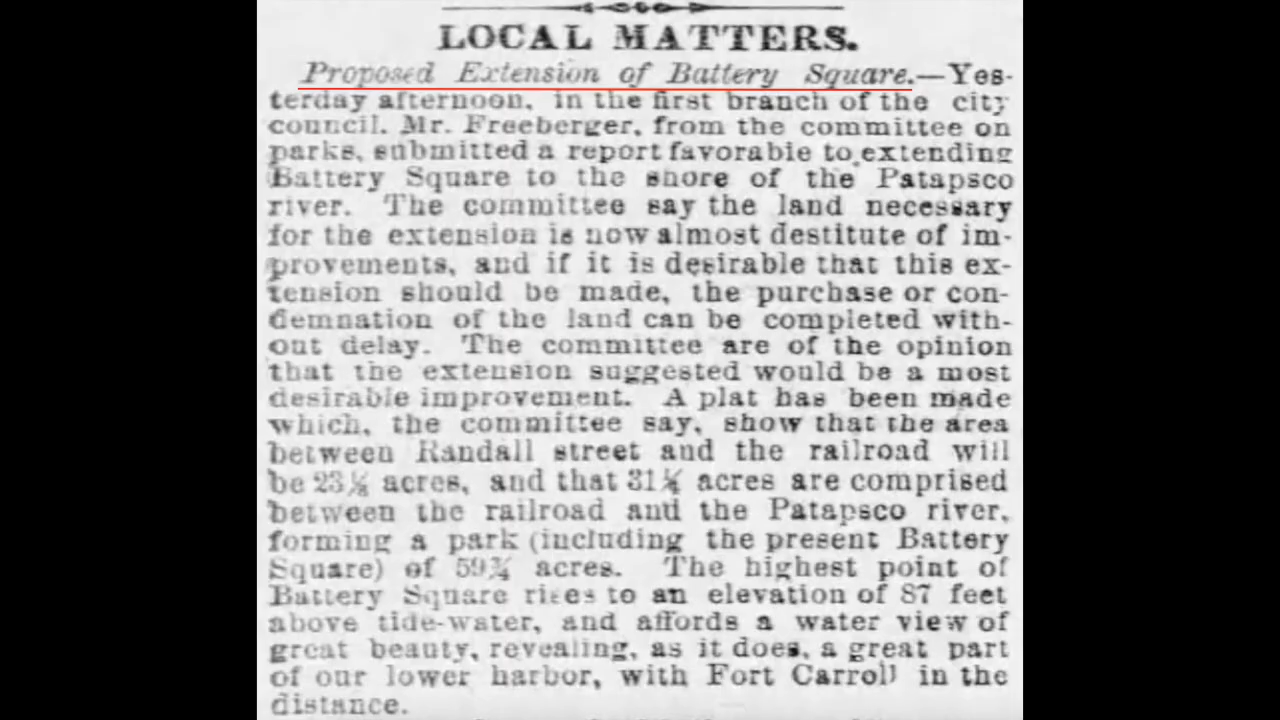 LOCAL MATTERS.
Proposed Extension of Battery Square.—Yes-
terday afternoon, in the first branch of the city
council, Mr. Freeberger, from the committee on
parks, submitted a report favorable to extending
Battery Square to the shore of the Patapsco
river. The committee say the land necessary
for the extension is now almost destitute of im-
provements, and if it is desirable that this ex-
tension should be made, the purchase or con-
demnation of the land can be completed with-
out delay. The committee are of the opinion
that the extension suggested would be a most
desirable improvement. A plat has been made
which, the committee say, show that the area
between Randall street and the railroad will
be acres, and that acres are comprised
between the railroad and the Patapsco river,
forming a park (including the present Battery
Square) of 59¾ acres. The highest point of
Battery Square rises to an elevation of 87 feet
above tide-water, and affords a water view of
great beauty, revealing, as it does, a great part
of our lower harbor, with Fort Carroll in the
distance.